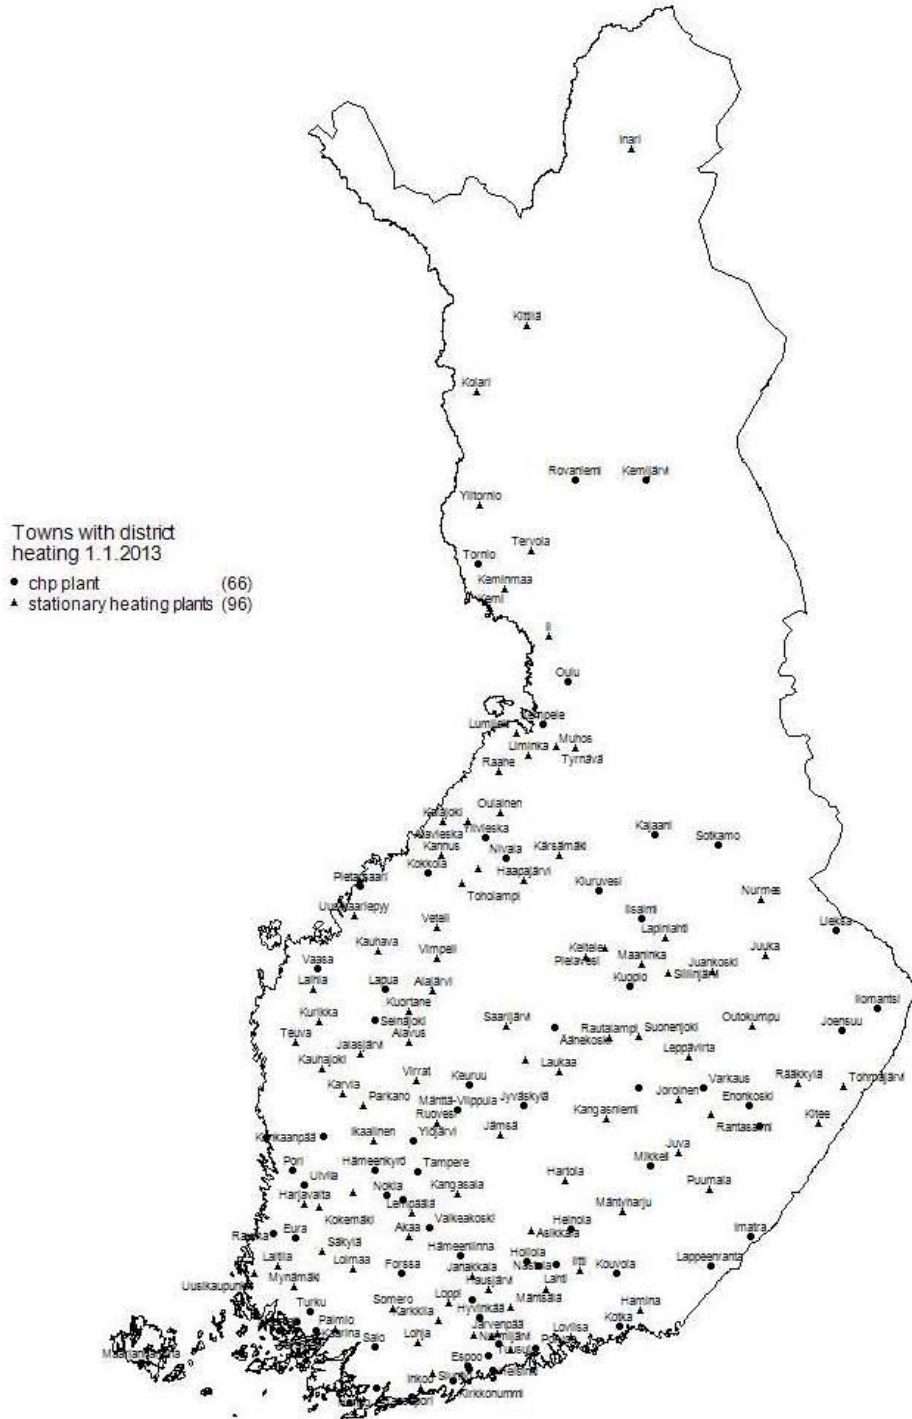 Inari
Kittilä
Kolari
Rovaniemi Kemijärvi
Ylitornio
Towns with district
heating 1.1.2013
chp plant (66)
stationary heating plants (96)
Tervola
Tornio
Keminmaa
Kemi
Ii
Oulu
Muhos
Liminka
Tyrnävä
Raahe
Oulainen
Kalajoki
Ylivieska
Alavieska
Kajaani
Sotkamo
Kannus
Nivala
Kärsämäki
Kokkola
Haapajärvi
Pietarsaari
Toholampi
Kiuruvesi
Nurmes
Veteli
Iisalmi
Lieksa
Lapinlahti
Kauhava
Vimpeli
Keitele
Pielavesi
Maaninka
Juuka
Juankoski
Siilinjärvi
Vaasa
Laihia
Lapua
Alajärvi
Kuopio
Kuortane
Ilomantsi
Kurikka
Seinäjoki
Saarijärvi
Outokumpu
Joensuu
Teuva
Alavus
Äänekoski
Rautalampi
Suonenjoki
Jalasjärvi
Leppävirta
Kauhajoki
Laukaa
Virrat
Keuruu
Rääkkylä
Tohmajärvi
Karvia
Parkano
Mänttä-Vilppula
Jyväskylä
Joroinen
Varkaus
Enonkoski
Ruovesi
Kangasniemi
Kitee
Rantasalmi
Kankaanpää
Ikaalinen
Ylöjärvi
Jämsä
Juva
Mikkeli
Pori
Ulvila
Hämeenkyrö
Tampere
Hartola
Puumala
Harjavalta
Nokia
Kangasala
Lempäälä
Mäntyharju
Kokemäki
Valkeakoski
Rauma
Eura
Akaa
Heinola
Asikkala
Imatra
Säkylä
Hämeenlinna
Laitila
Loimaa
Forssa
Janakkala
Hollola
Nastola
Iitti
Kouvola
Lappeenranta
Uusikaupunki
Mynämäki
Hausjärvi
Lahti
Turku
Somero
Loppi
Hyvinkää
Mäntsälä
Hamina
Paimio
Kaarina
Karkkila
Järvenpää
Loviisa
Kotka
Salo
Lohja
Nurmijärvi
Espoo
Inkoo
Kirkkonummi